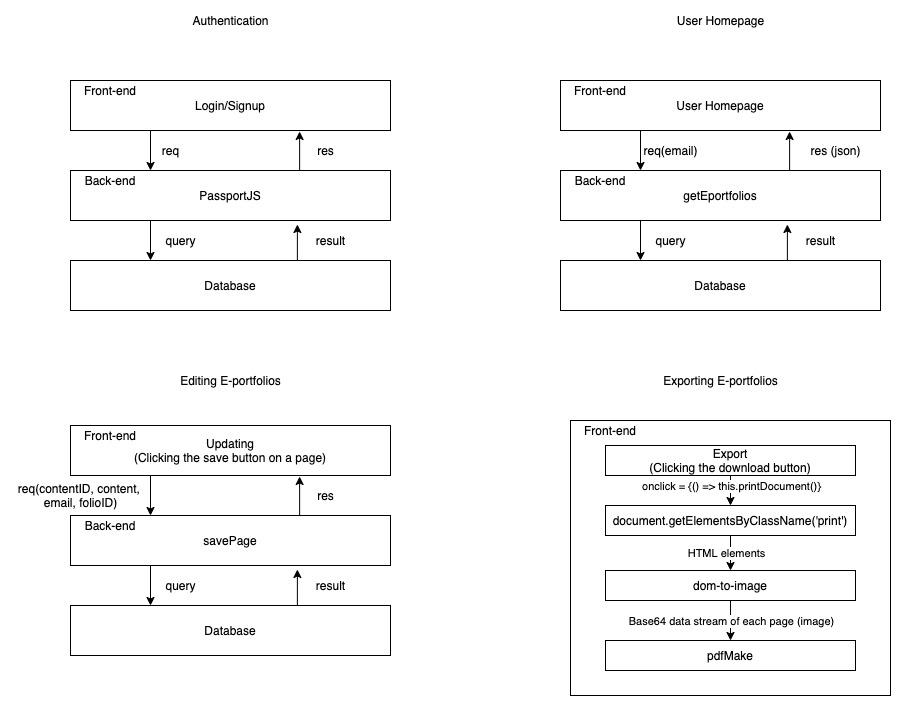 Authentication
Front-end
Login/Signup
req
res
Back-end
PassportJS
query
result
Database
User Homepage
Front-end
User Homepage
req(email)
res (json)
Back-end
getEportfolios
query
result
Database
Editing E-portfolios
Front-end
Updating
(Clicking the save button on a page)
req(contentID, content,
email, folioID)
res
Back-end
savePage
query
result
Database
Exporting E-portfolios
Front-end
Export
(Clicking the download button)
onclick = {() => this.printDocument()}
document.getElementsByClassName('print')
HTML elements
dom-to-image
Base64 data stream of each page (image)
pdfMake